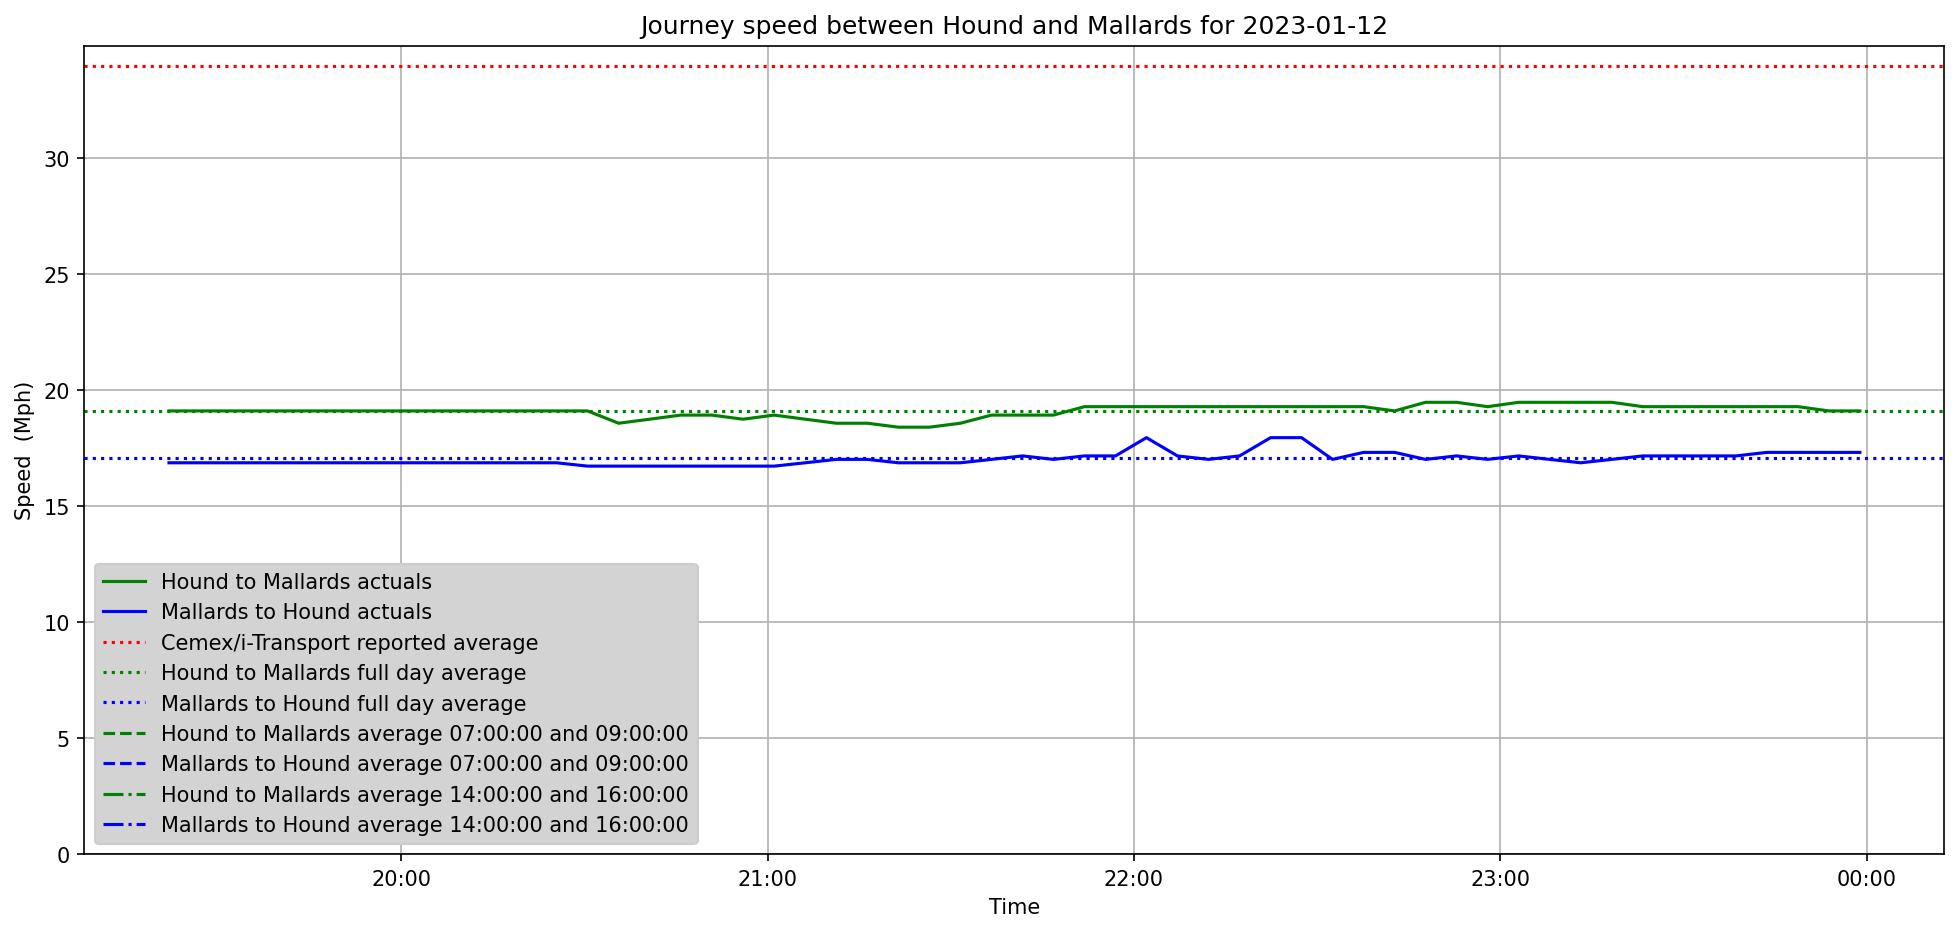 Journey speed between Hound and Mallards for 2023-01-12
Speed (Mph)
30
25
20
15
10
5
0
Hound to Mallards actuals
Mallards to Hound actuals
Cemex/i-Transport reported average
Hound to Mallards full day average
Mallards to Hound full day average
Hound to Mallards average 07:00:00 and 09:00:00
Mallards to Hound average 07:00:00 and 09:00:00
Hound to Mallards average 14:00:00 and 16:00:00
Mallards to Hound average 14:00:00 and 16:00:00
20:00 21:00 22:00 23:00 00:00
Time